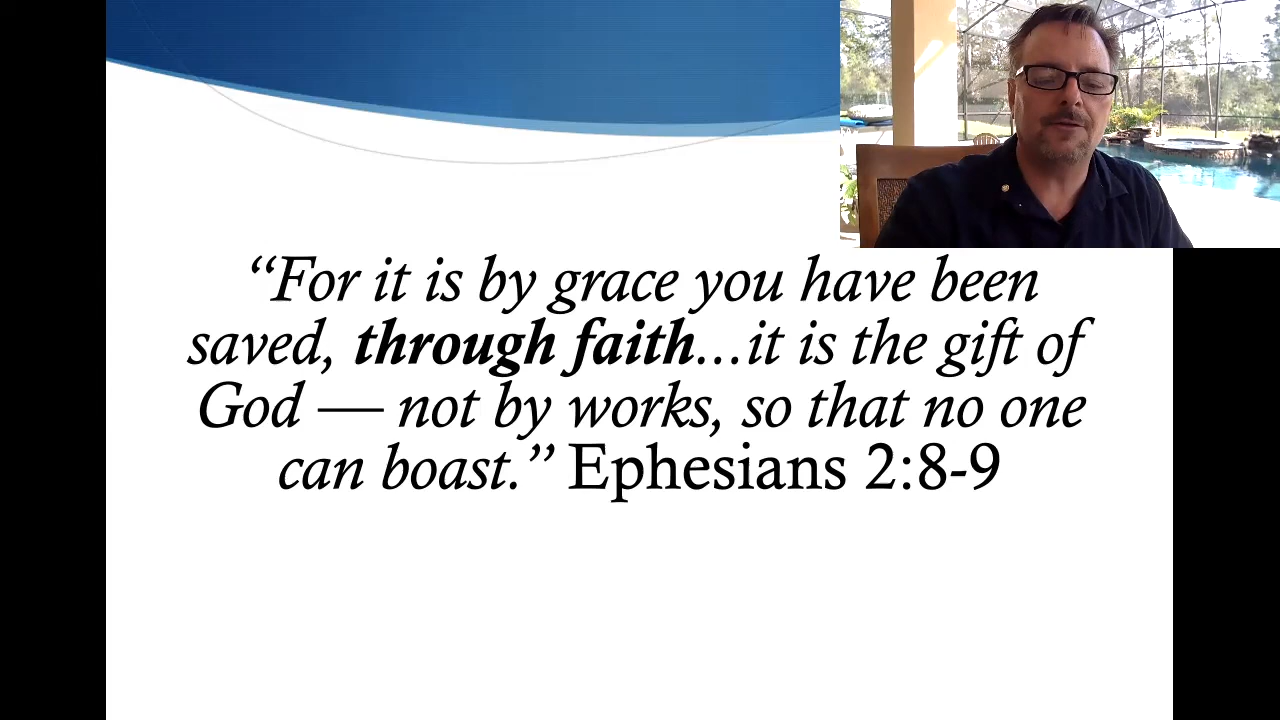 “For it is by grace you have been
saved, through faith…it is the gift of
God — not by works, so that no one
can boast.” Ephesians 2:8-9